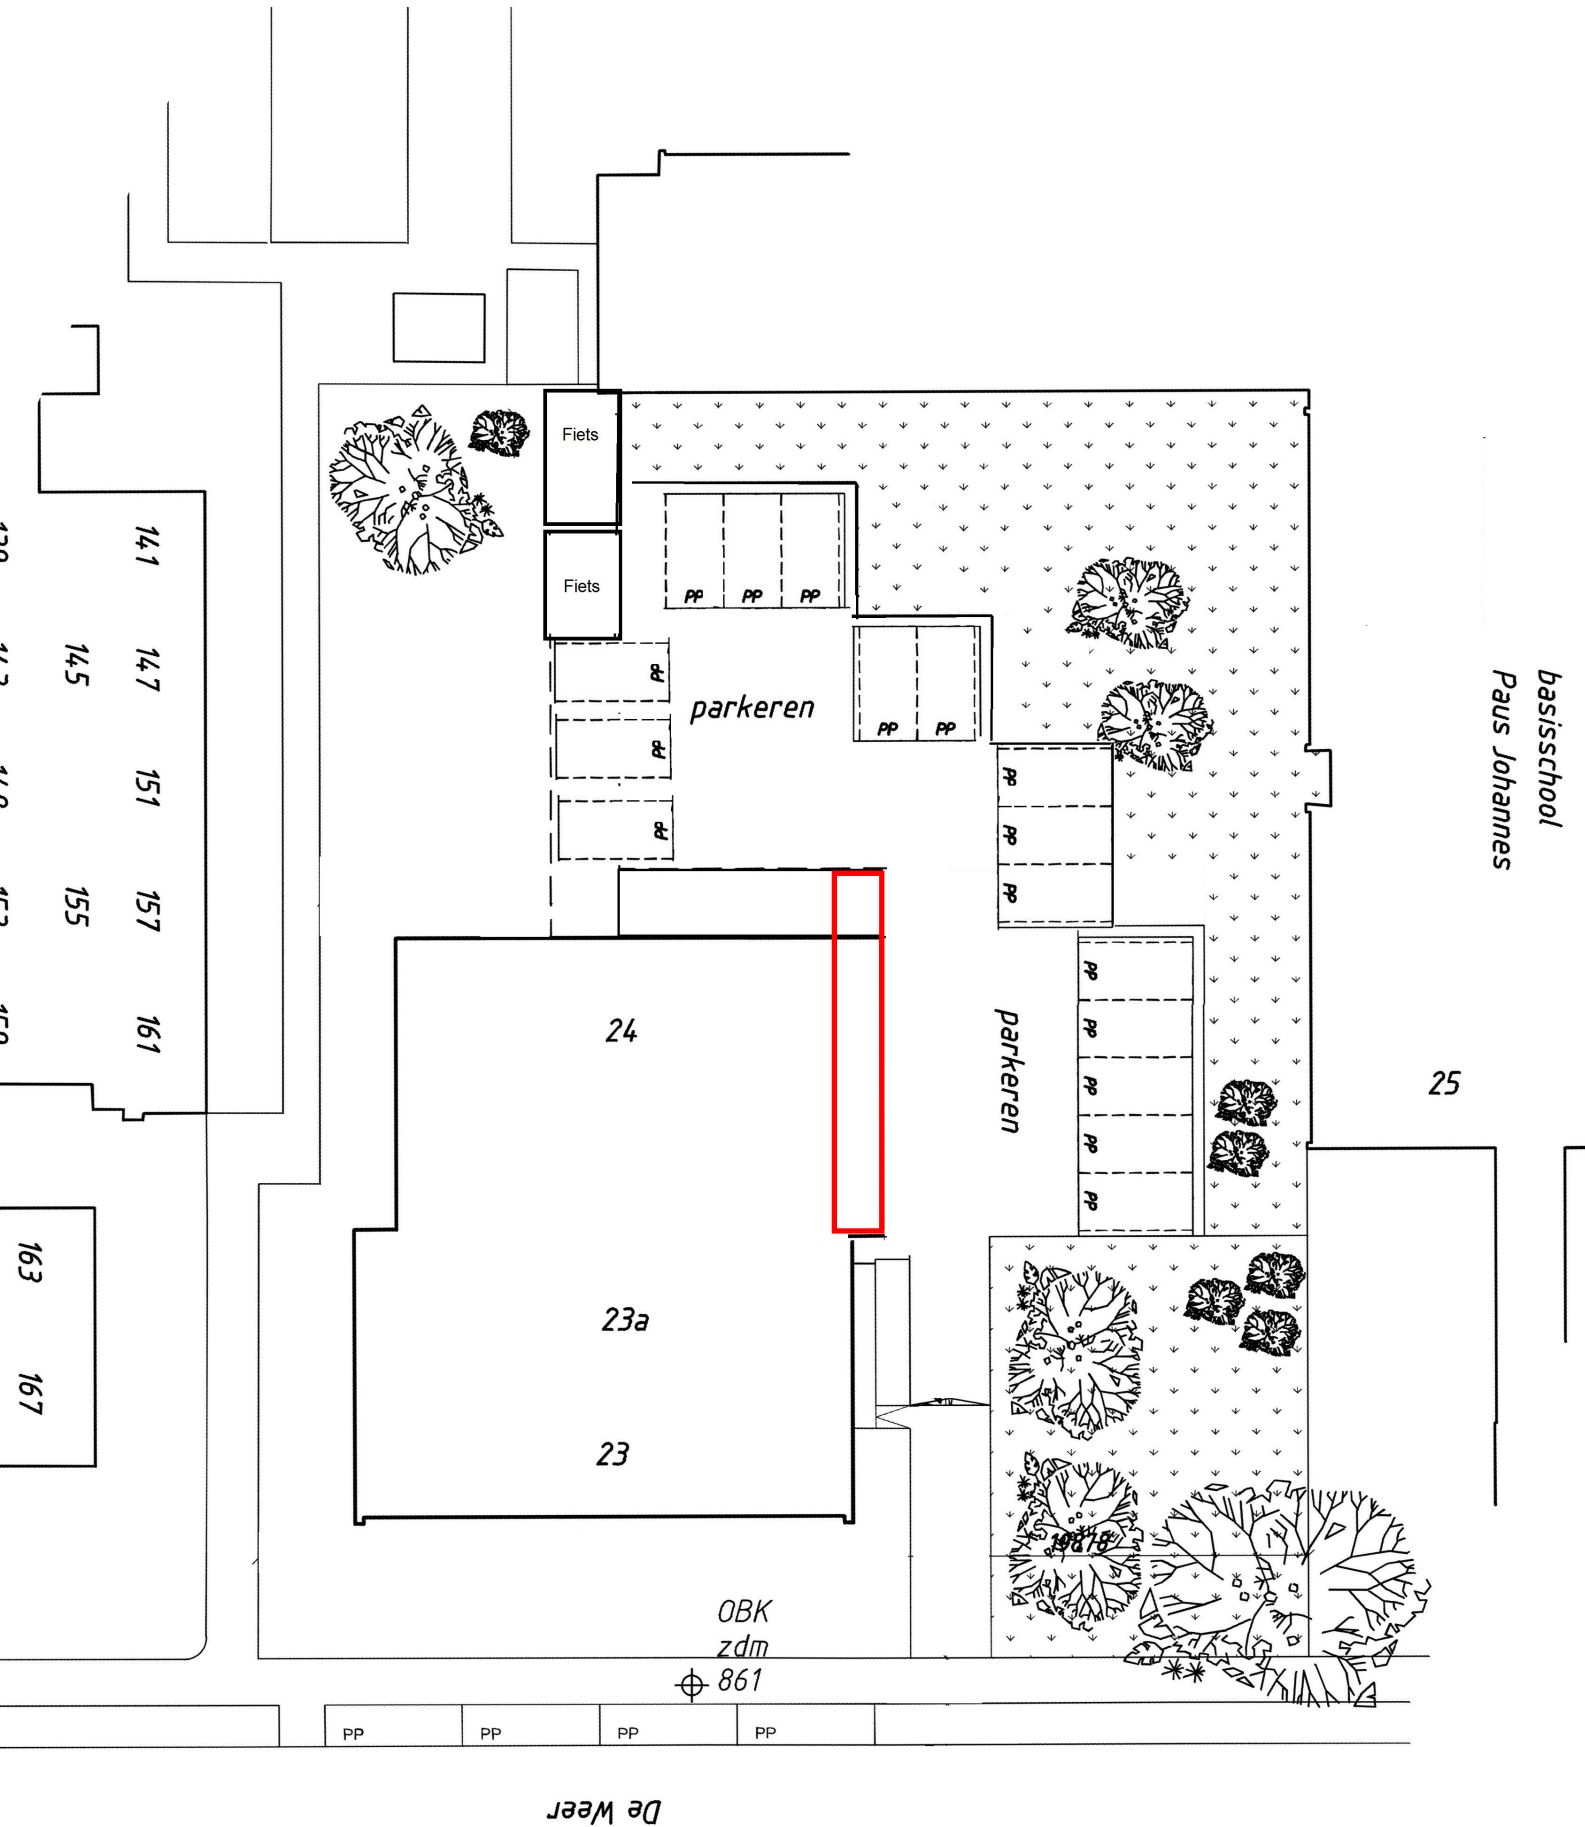 Fiets
141
Fiets
PP PP PP
PP
145
147
basisschool
Paus Johannes
parkeren
PP PP
PP
PP
151
PP
PP
PP
155
157
PP
24
161
parkeren
PP
PP
25
PP
PP
163
23a
167
23
OBK
zdm
861
PP PP PP PP
De Weer